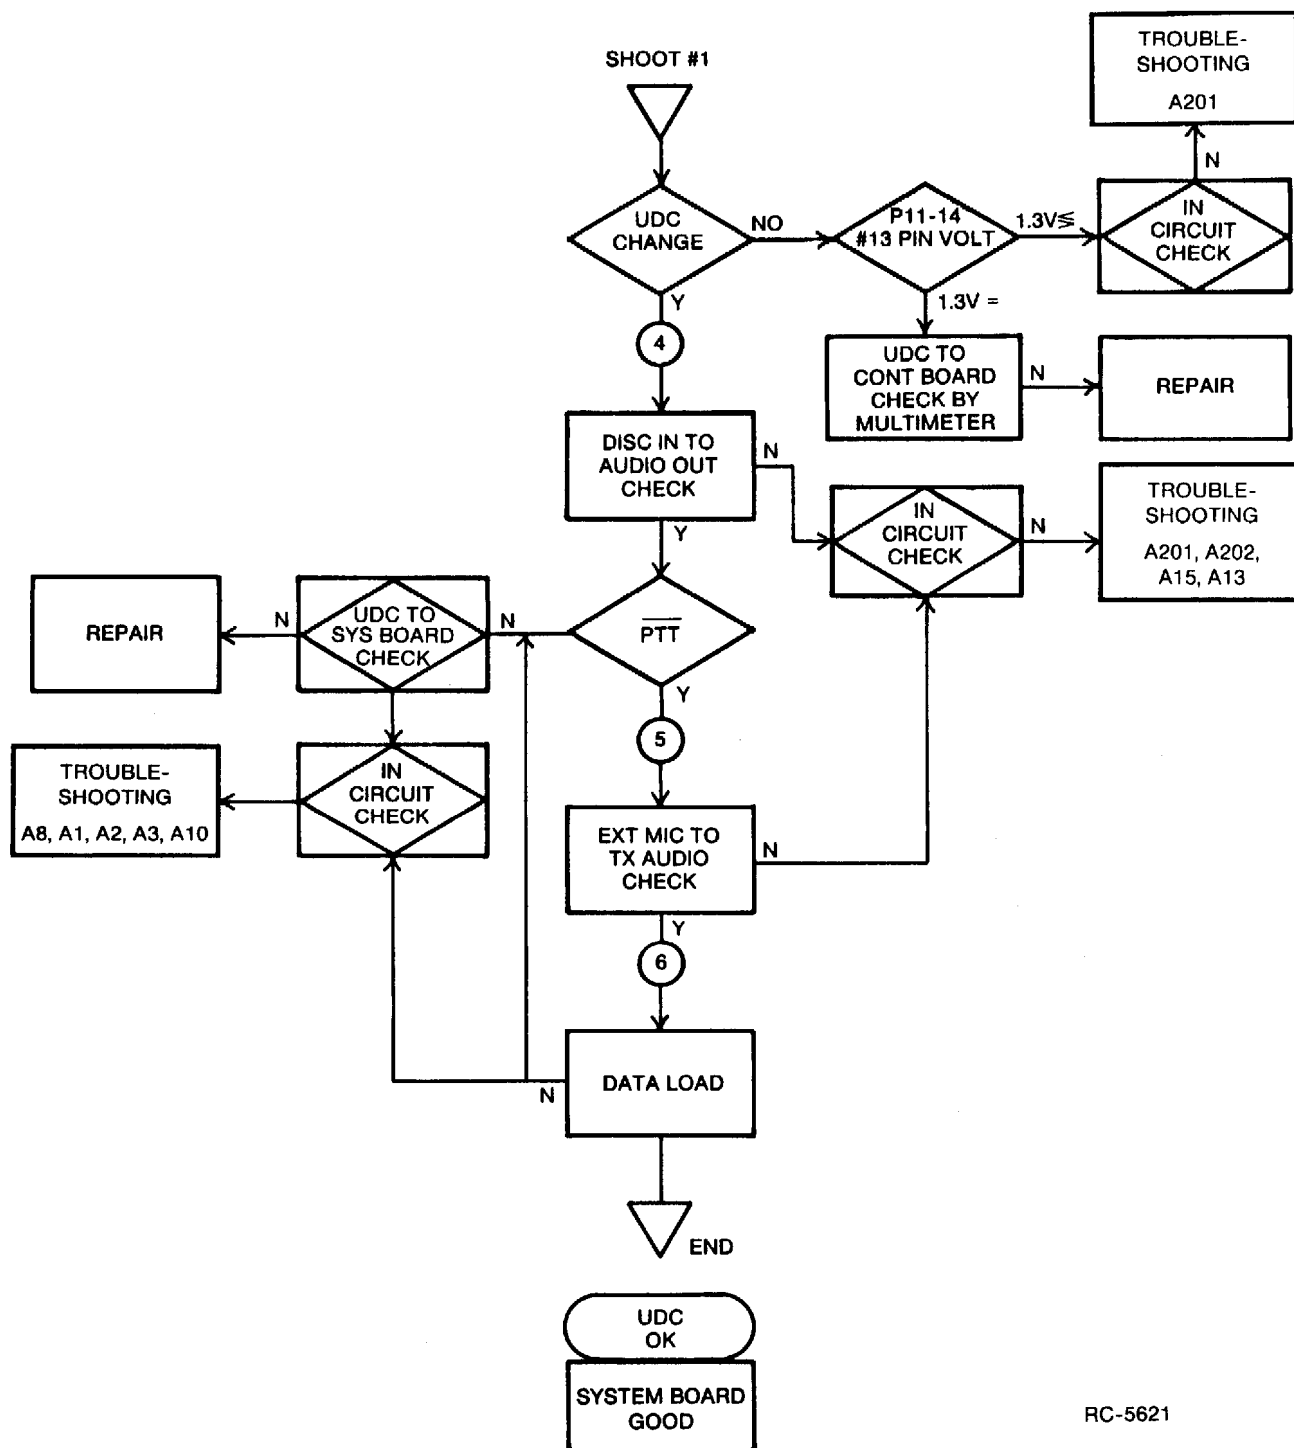 SHOOT #1
TROUBLE-
SHOOTING
A201
N
UDC
CHANGE
NO
P11-14
#13 PIN VOLT
1.3V≦
IN
CIRCUIT
CHECK
Y
1.3V =
4
UDC TO
CONT BOARD
CHECK BY
MULTIMETER
N
REPAIR
DISC IN TO
AUDIO OUT
CHECK
N
IN
CIRCUIT
CHECK
N
TROUBLE-
SHOOTING
A201, A202,
A15, A13
Y
REPAIR
N
UDC TO
SYS BOARD
CHECK
N
PTT
Y
5
TROUBLE-
SHOOTING
A8, A1, A2, A3, A10
IN
CIRCUIT
CHECK
EXT MIC TO
TX AUDIO
CHECK
N
Y
6
DATA LOAD
N
END
UDC
OK
SYSTEM BOARD
GOOD
RC-5621